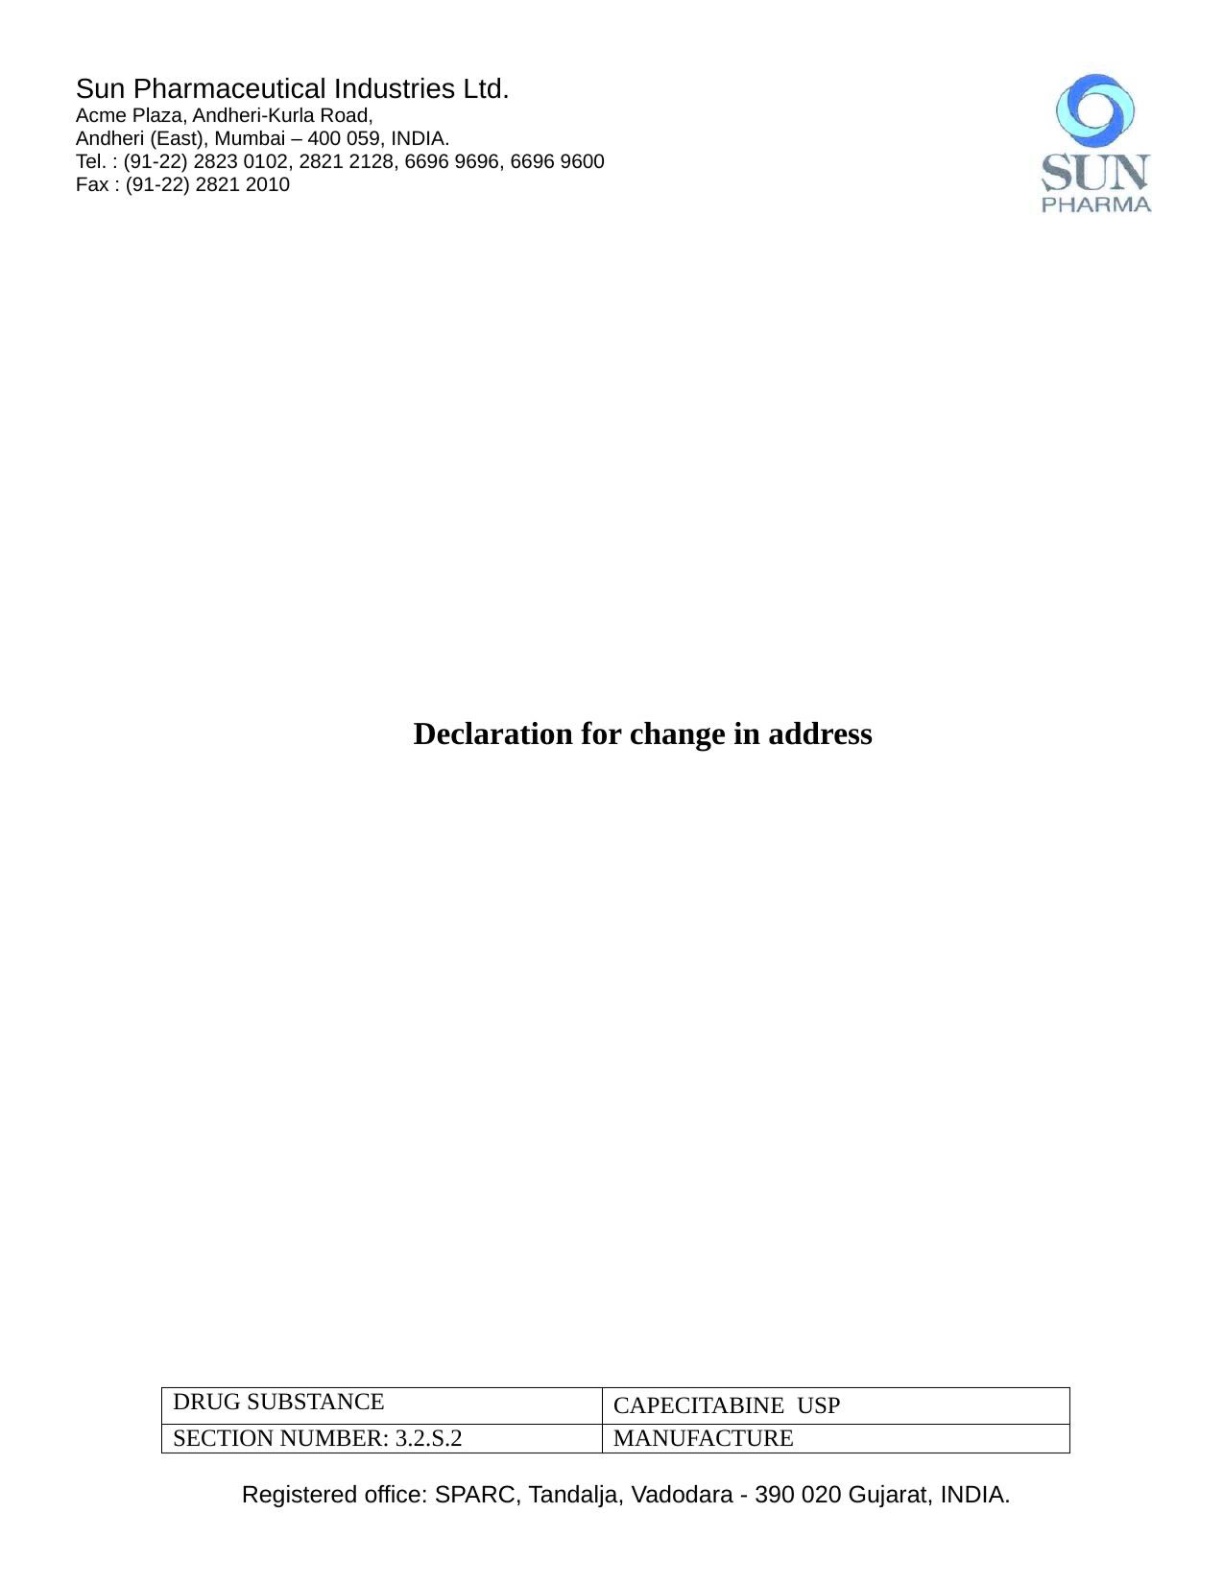 Sun Pharmaceutical Industries Ltd.
Acme Plaza, Andheri-Kurla Road,
Andheri (East), Mumbai – 400 059, INDIA.
Tel. : (91-22) 2823 0102, 2821 2128, 6696 9696, 6696 9600
Fax : (91-22) 2821 2010
SUN
PHARMA
Declaration for change in address
DRUG SUBSTANCE CAPECITABINE USP
SECTION NUMBER: 3.2.S.2 MANUFACTURE
Registered office: SPARC, Tandalja, Vadodara - 390 020 Gujarat, INDIA.